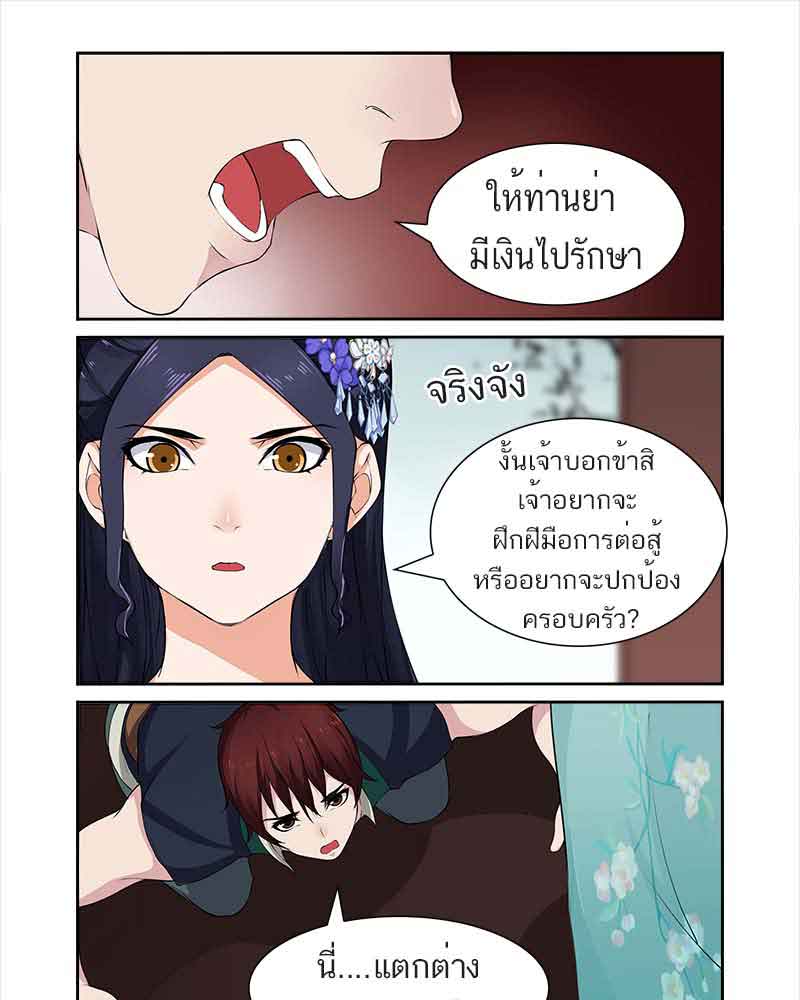 ให้ท่านย่า
มีเงินไปรักษา
จริงจัง
งั้นเจ้าบอกข้าสิ
เจ้าอยากจะ
ฝึกฝีมือการต่อสู้
หรืออยากจะปกป้อง
ครอบครัว?
นี่....แตกต่าง